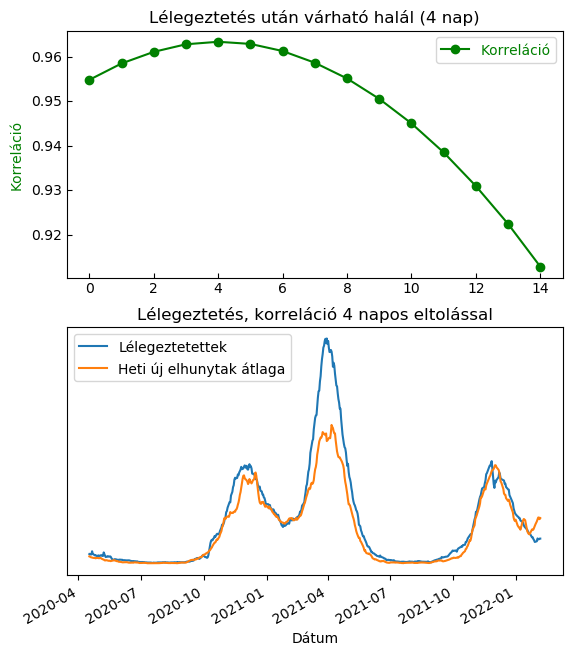 Lélegeztetés után várható halál (4 nap)
Korreláció
Korreláció
0.96
0.95
0.94
0.93
0.92
0 2 4 6 8 10 12 14
Lélegeztetés, korreláció 4 napos eltolással
Lélegeztetettek
Heti új elhunytak átlaga
2020-04 2020-07 2020-10 2021-01 2021-04 2021-07 2021-10 2022-01
Dátum